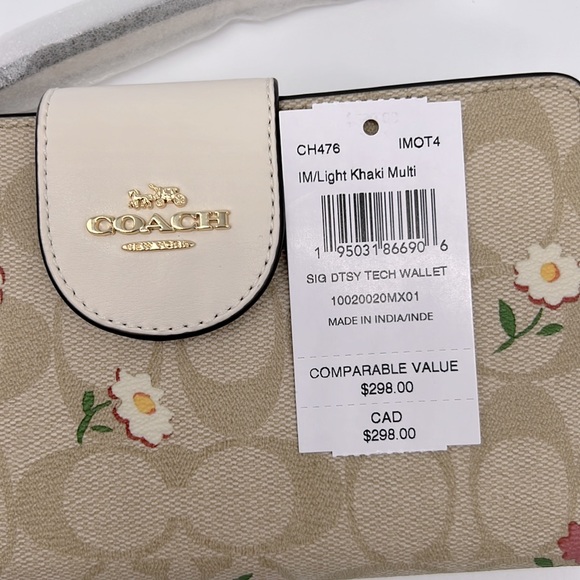 COACH
NEW YORK
CH476 IMOT4
IM/Light Khaki Multi
1 95031 86690 6
SIG DTSY TECH WALLET
10020020MX01
MADE IN INDIA/INDE
COMPARABLE VALUE
$298.00
CAD
$298.00